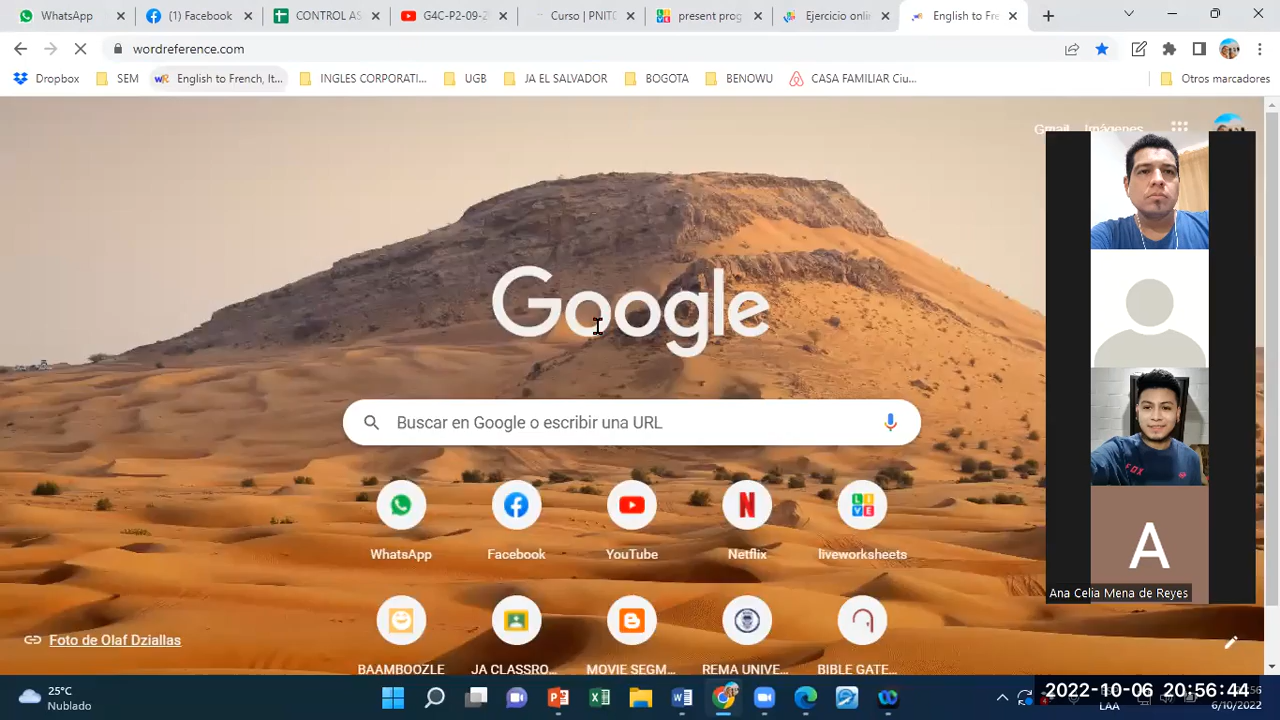 WhatsApp
(1) Facebook
CONTROL AS
G4C-P2-09-2
Curso | PNIT
present prog
Ejercicio onli
English to Fre
wordreference.com
Dropbox
SEM
English to French, It...
INGLES CORPORATI...
UGB
JA EL SALVADOR
BOGOTA
BENOWU
CASA FAMILIAR Ciu...
Otros marcadores
Gmail
Imágenes
Google
Buscar en Google o escribir una URL
WhatsApp
Facebook
YouTube
Netflix
liveworksheets
BAAMBOOZLE
JA CLASSRO...
MOVIE SEGM...
REMA UNIVE...
BIBLE GATE...
Foto de Olaf Dziallas
A
Ana Celia Mena de Reyes
25°C
Nublado
2022-10-06 20:56:44
LAA
6/10/2022